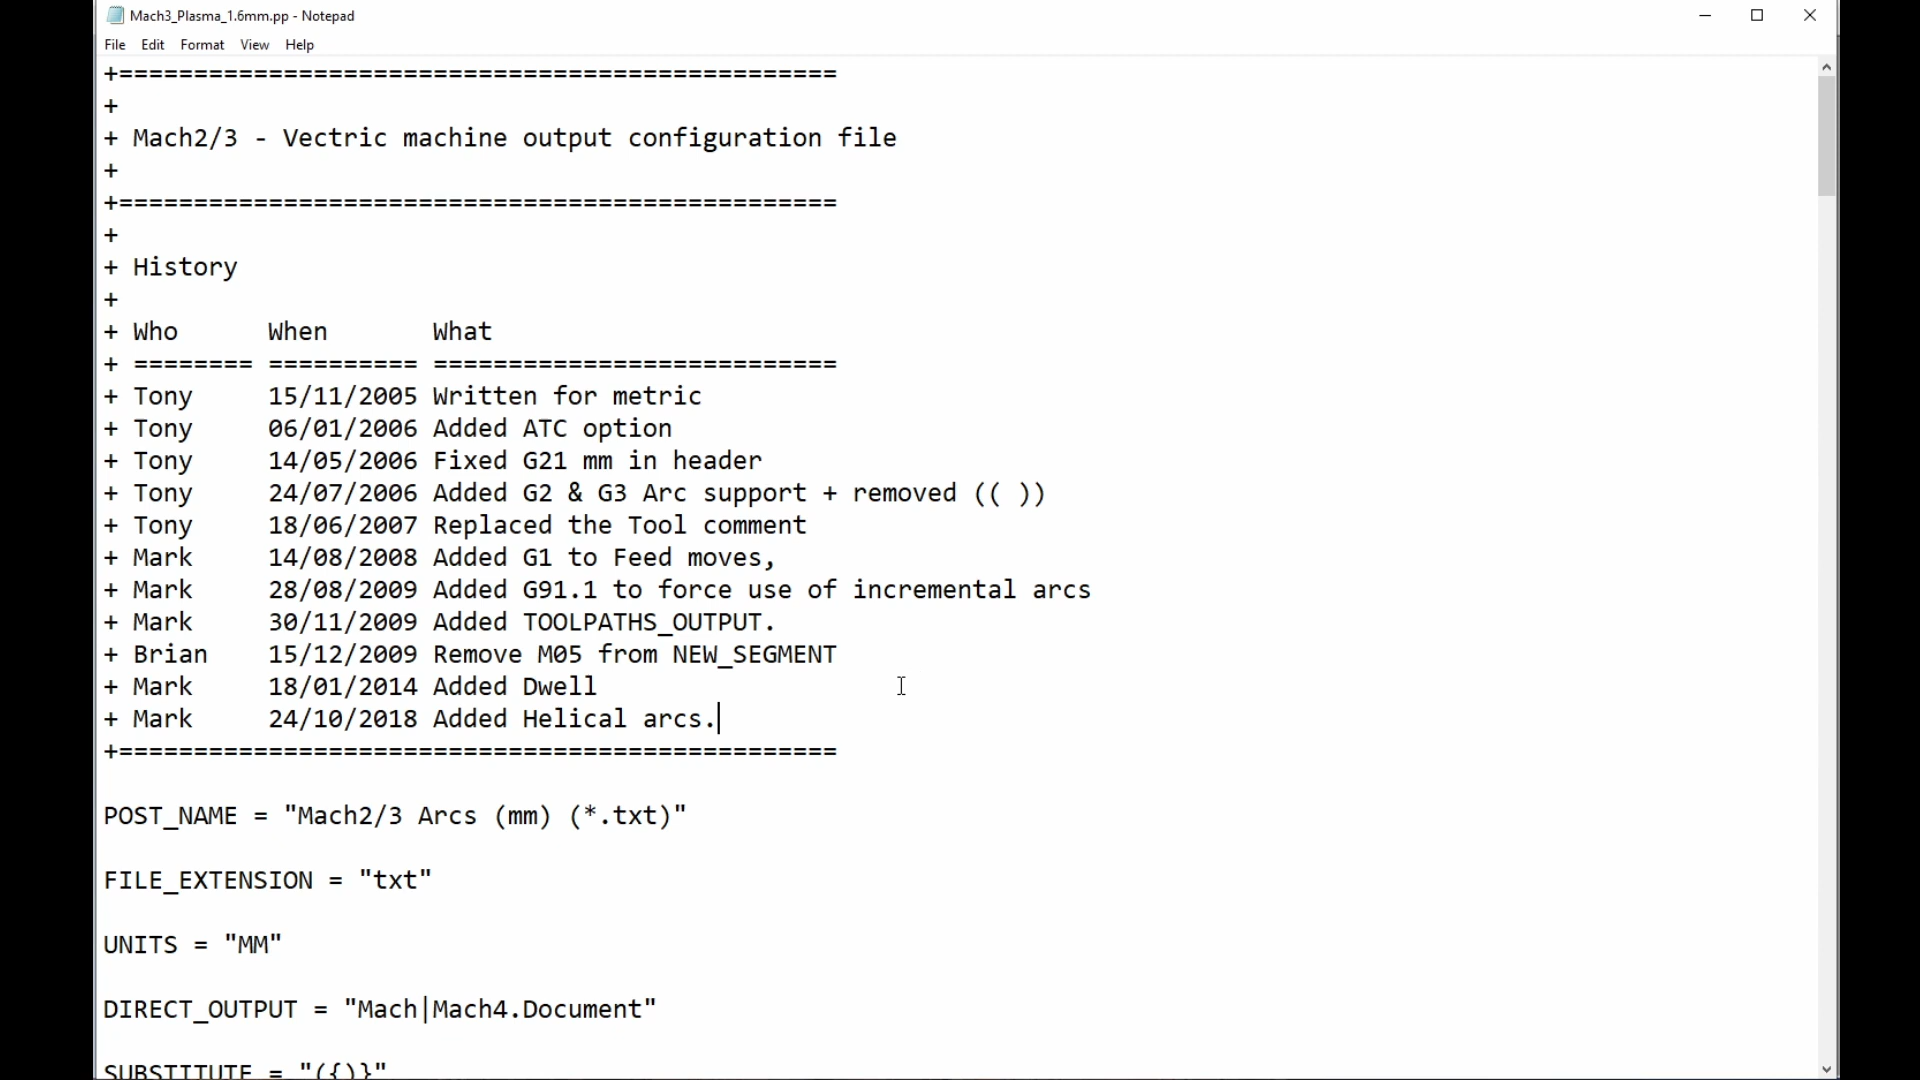 Mach3_Plasma_1.6mm.pp - Notepad
File Edit Format View Help
+================================================
+
+ Mach2/3 - Vectric machine output configuration file
+
+================================================
+
+ History
+
+ Who      When       What
+ ======== ========== ===========================
+ Tony     15/11/2005 Written for metric
+ Tony     06/01/2006 Added ATC option
+ Tony     14/05/2006 Fixed G21 mm in header
+ Tony     24/07/2006 Added G2 & G3 Arc support + removed (( ))
+ Tony     18/06/2007 Replaced the Tool comment
+ Mark     14/08/2008 Added G1 to Feed moves,
+ Mark     28/08/2009 Added G91.1 to force use of incremental arcs
+ Mark     30/11/2009 Added TOOLPATHS_OUTPUT.
+ Brian    15/12/2009 Remove M05 from NEW_SEGMENT
+ Mark     18/01/2014 Added Dwell
+ Mark     24/10/2018 Added Helical arcs.
+================================================
POST_NAME = "Mach2/3 Arcs (mm) (*.txt)"
FILE_EXTENSION = "txt"
UNITS = "MM"
DIRECT_OUTPUT = "Mach|Mach4.Document"
SUBSTITUTE = "({)}"